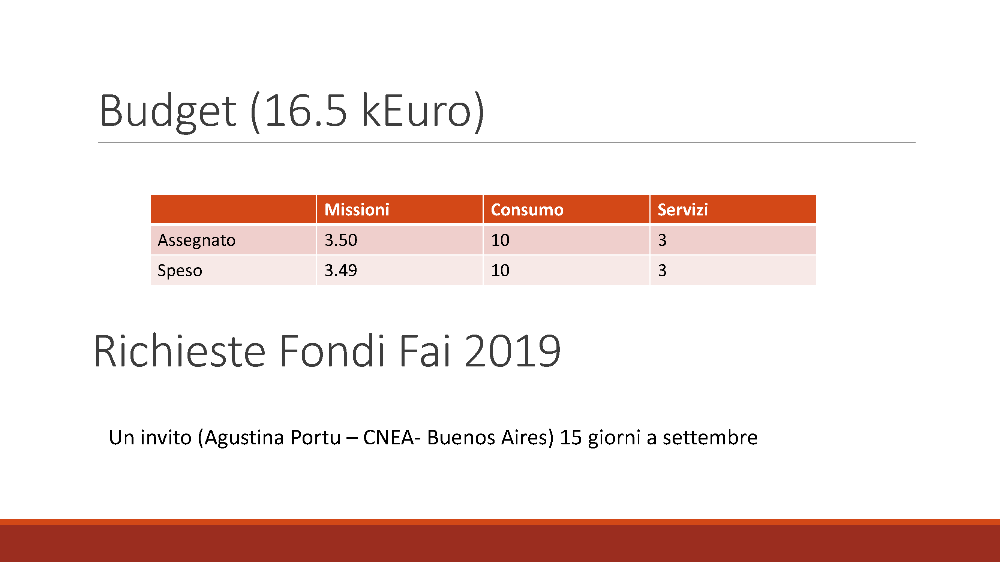 Budget (16.5 kEuro)
Missioni Consumo Servizi
Assegnato 3.50 10 3
Speso 3.49 10 3
Richieste Fondi Fai 2019
Un invito (Agustina Portu – CNEA- Buenos Aires) 15 giorni a settembre